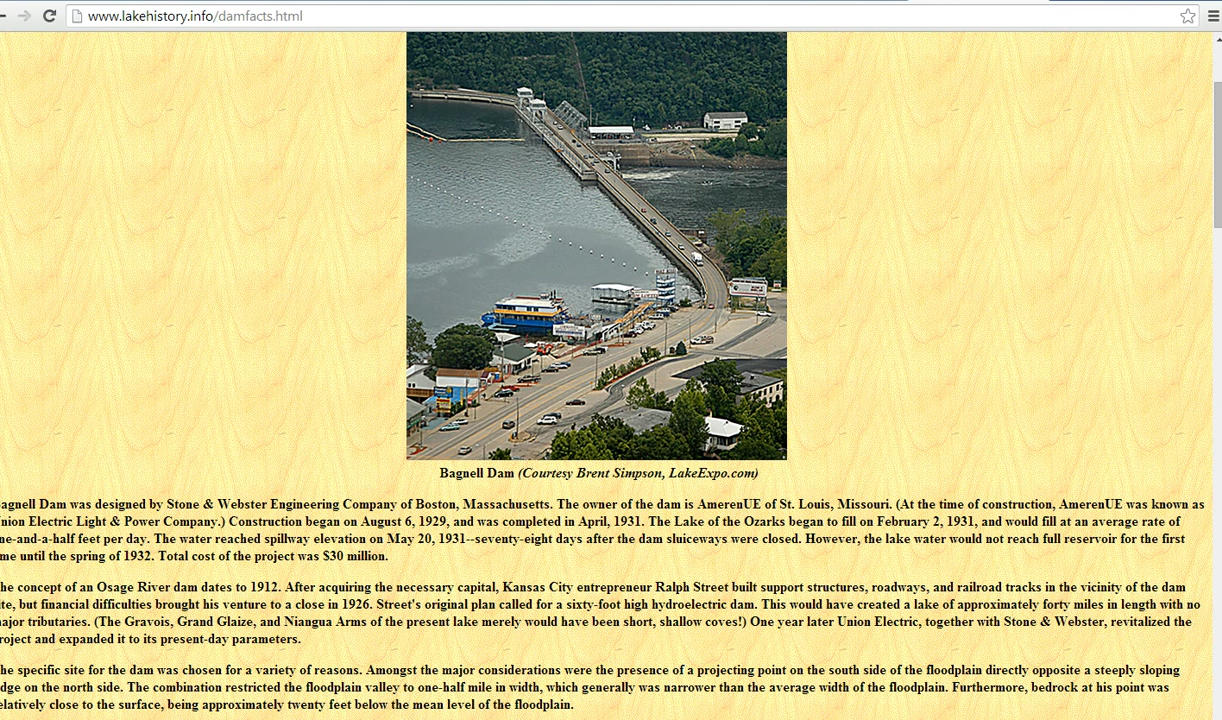 www.lakehistory.info/damfacts.html
Bagnell Dam (Courtesy Brent Simpson, LakeExpo.com)
agnell Dam was designed by Stone & Webster Engineering Company of Boston, Massachusetts. The owner of the dam is AmerenUE of St. Louis, Missouri. (At the time of construction, AmerenUE was known as
nion Electric Light & Power Company.) Construction began on August 6, 1929, and was completed in April, 1931. The Lake of the Ozarks began to fill on February 2, 1931, and would fill at an average rate of
ne-and-a-half feet per day. The water reached spillway elevation on May 20, 1931--seventy-eight days after the dam sluiceways were closed. However, the lake water would not reach full reservoir for the first
me until the spring of 1932. Total cost of the project was $30 million.
he concept of an Osage River dam dates to 1912. After acquiring the necessary capital, Kansas City entrepreneur Ralph Street built support structures, roadways, and railroad tracks in the vicinity of the dam
ite, but financial difficulties brought his venture to a close in 1926. Street's original plan called for a sixty-foot high hydroelectric dam. This would have created a lake of approximately forty miles in length with no
ajor tributaries. (The Gravois, Grand Glaize, and Niangua Arms of the present lake merely would have been short, shallow coves!) One year later Union Electric, together with Stone & Webster, revitalized the
roject and expanded it to its present-day parameters.
he specific site for the dam was chosen for a variety of reasons. Amongst the major considerations were the presence of a projecting point on the south side of the floodplain directly opposite a steeply sloping
dge on the north side. The combination restricted the floodplain valley to one-half mile in width, which generally was narrower than the average width of the floodplain. Furthermore, bedrock at his point was
elatively close to the surface, being approximately twenty feet below the mean level of the floodplain.